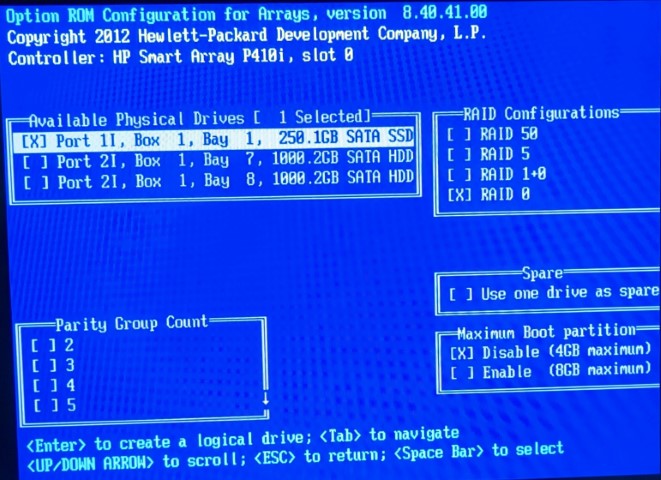 Option ROM Configuration for Arrays, version 8.40.41.00
Copyright 2012 Hewlett-Packard Development Company, L.P.
Controller: HP Smart Array P410i, slot 0
Available Physical Drives [ 1 Selected]
[X] Port 1I, Box 1, Bay 1, 250.1GB SATA SSD
[ ] Port 2I, Box 1, Bay 7, 1000.2GB SATA HDD
[ ] Port 2I, Box 1, Bay 8, 1000.2GB SATA HDD
RAID Configurations
[ ] RAID 50
[ ] RAID 5
[ ] RAID 1+0
[X] RAID 0
Spare
[ ] Use one drive as spare
Parity Group Count
[ ] 2
[ ] 3
[ ] 4
[ ] 5
Maximum Boot partition
[X] Disable (4GB maximum)
[ ] Enable (8GB maximum)
<Enter> to create a logical drive; <Tab> to navigate
<UP/DOWN ARROW> to scroll; <ESC> to return; <Space Bar> to select